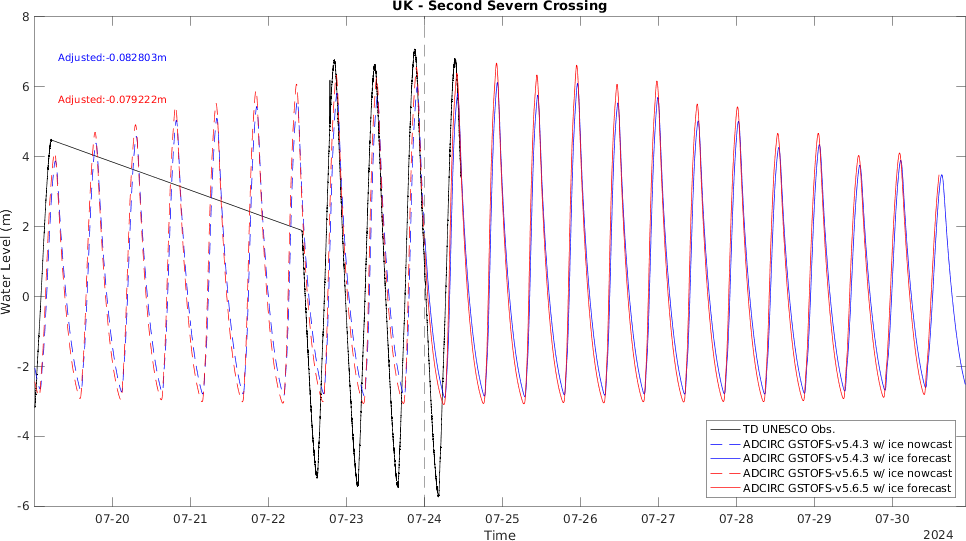 UK - Second Severn Crossing
8
6
4
2
0
-2
-4
-6
Water Level (m)
Adjusted:-0.082803m
Adjusted:-0.079222m
TD UNESCO Obs.
ADCIRC GSTOFS-v5.4.3 w/ ice nowcast
ADCIRC GSTOFS-v5.4.3 w/ ice forecast
ADCIRC GSTOFS-v5.6.5 w/ ice nowcast
ADCIRC GSTOFS-v5.6.5 w/ ice forecast
07-20 07-21 07-22 07-23 07-24 07-25 07-26 07-27 07-28 07-29 07-30
Time
2024